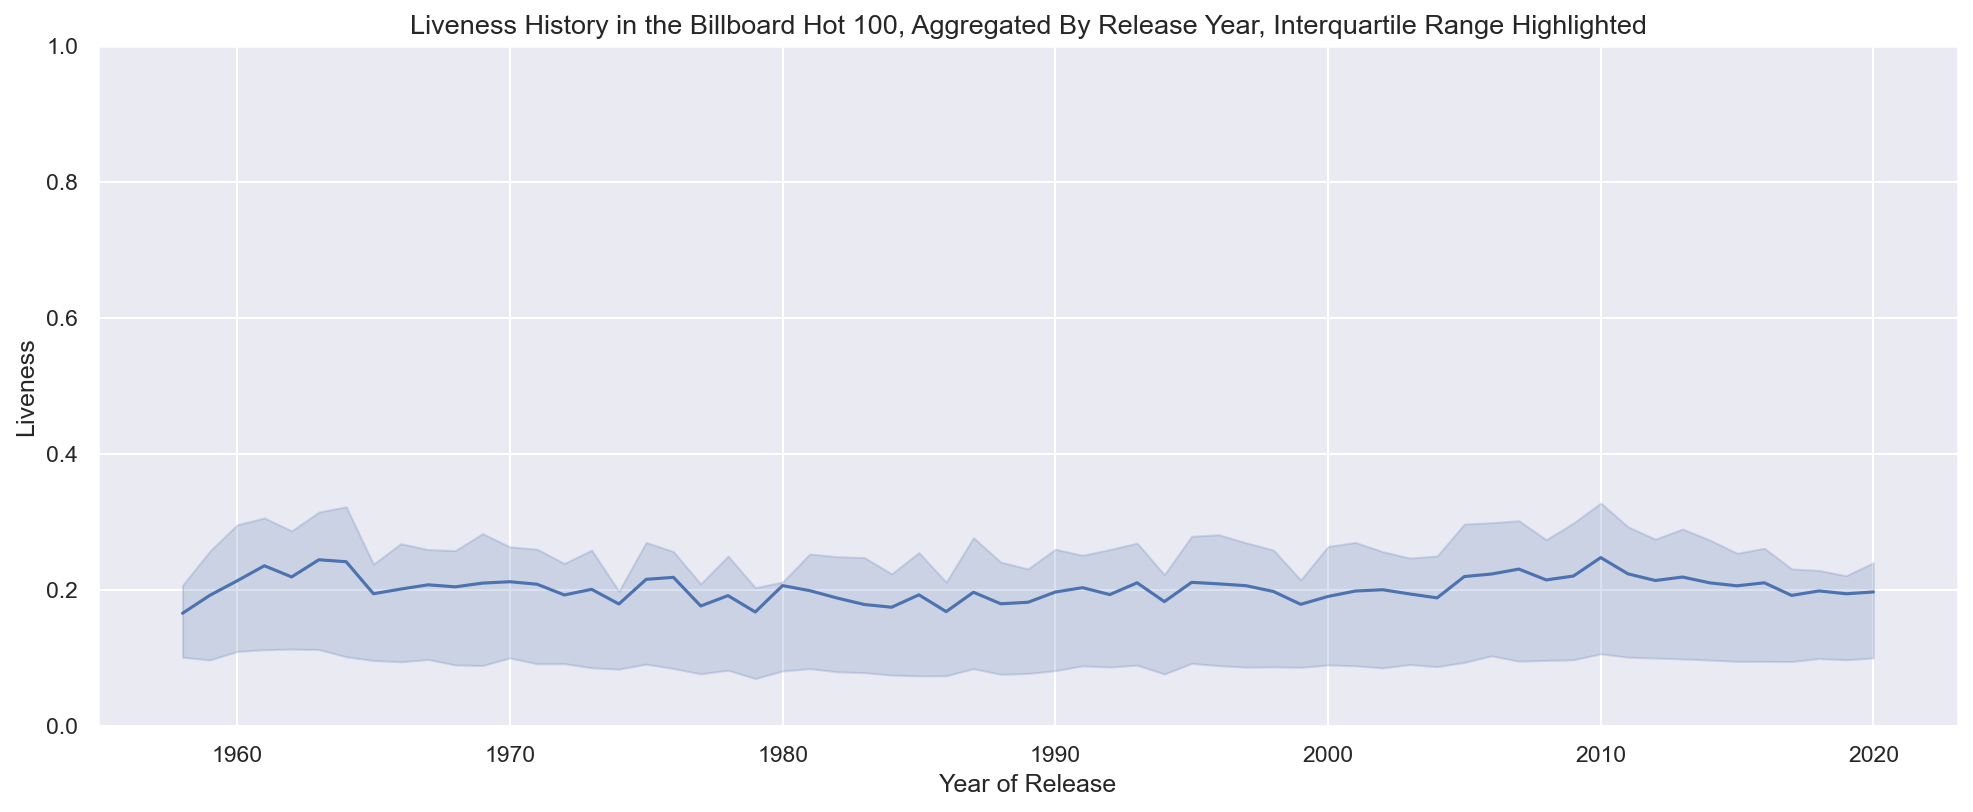 Liveness History in the Billboard Hot 100, Aggregated By Release Year, Interquartile Range Highlighted
1.0
0.8
0.6
0.4
0.2
0.0
Liveness
1960 1970 1980 1990 2000 2010 2020
Year of Release